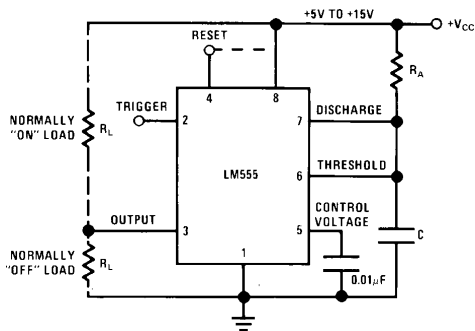 +5V TO +15V
+VCC
RESET
RA
4
8
TRIGGER
2
7
DISCHARGE
NORMALLY
"ON" LOAD
RL
LM555
6
THRESHOLD
OUTPUT
3
5
CONTROL
VOLTAGE
C
NORMALLY
"OFF" LOAD
RL
1
0.01μF